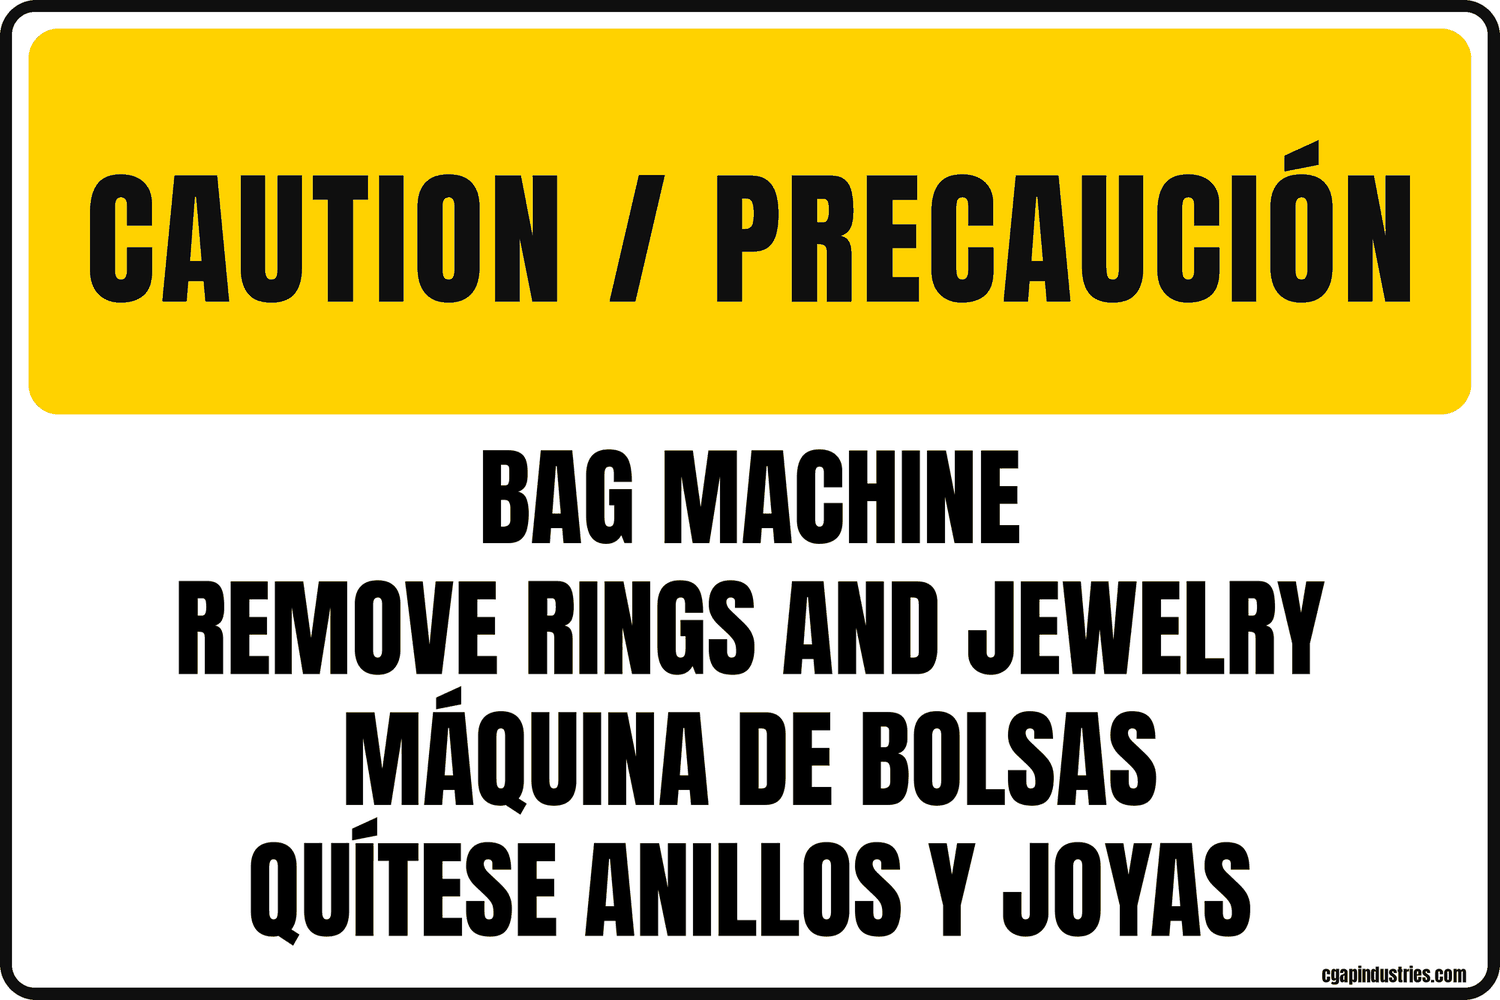 CAUTION / PRECAUCIÓN
BAG MACHINE
REMOVE RINGS AND JEWELRY
MÁQUINA DE BOLSAS
QUÍTESE ANILLOS Y JOYAS
cgapindustries.com